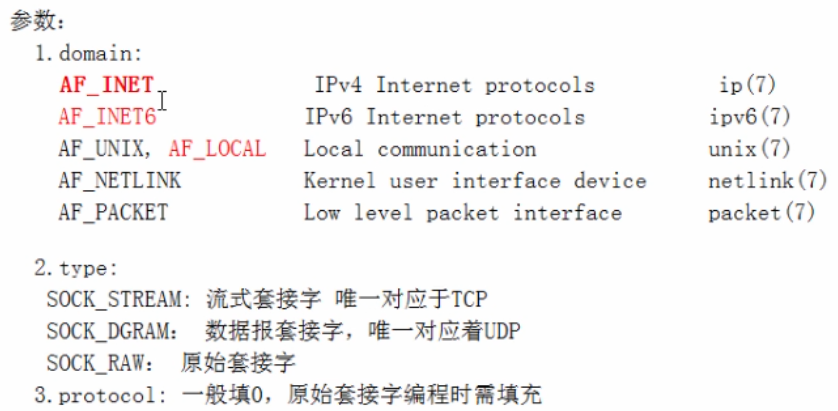 参数:
1.domain:
AF_INET IPv4 Internet protocols ip(7)
AF_INET6 IPv6 Internet protocols ipv6(7)
AF_UNIX, AF_LOCAL Local communication unix(7)
AF_NETLINK Kernel user interface device netlink(7)
AF_PACKET Low level packet interface packet(7)
2.type:
SOCK_STREAM: 流式套接字 唯一对应于TCP
SOCK_DGRAM： 数据报套接字，唯一对应着UDP
SOCK_RAW： 原始套接字
3.protocol: 一般填0，原始套接字编程时需填充